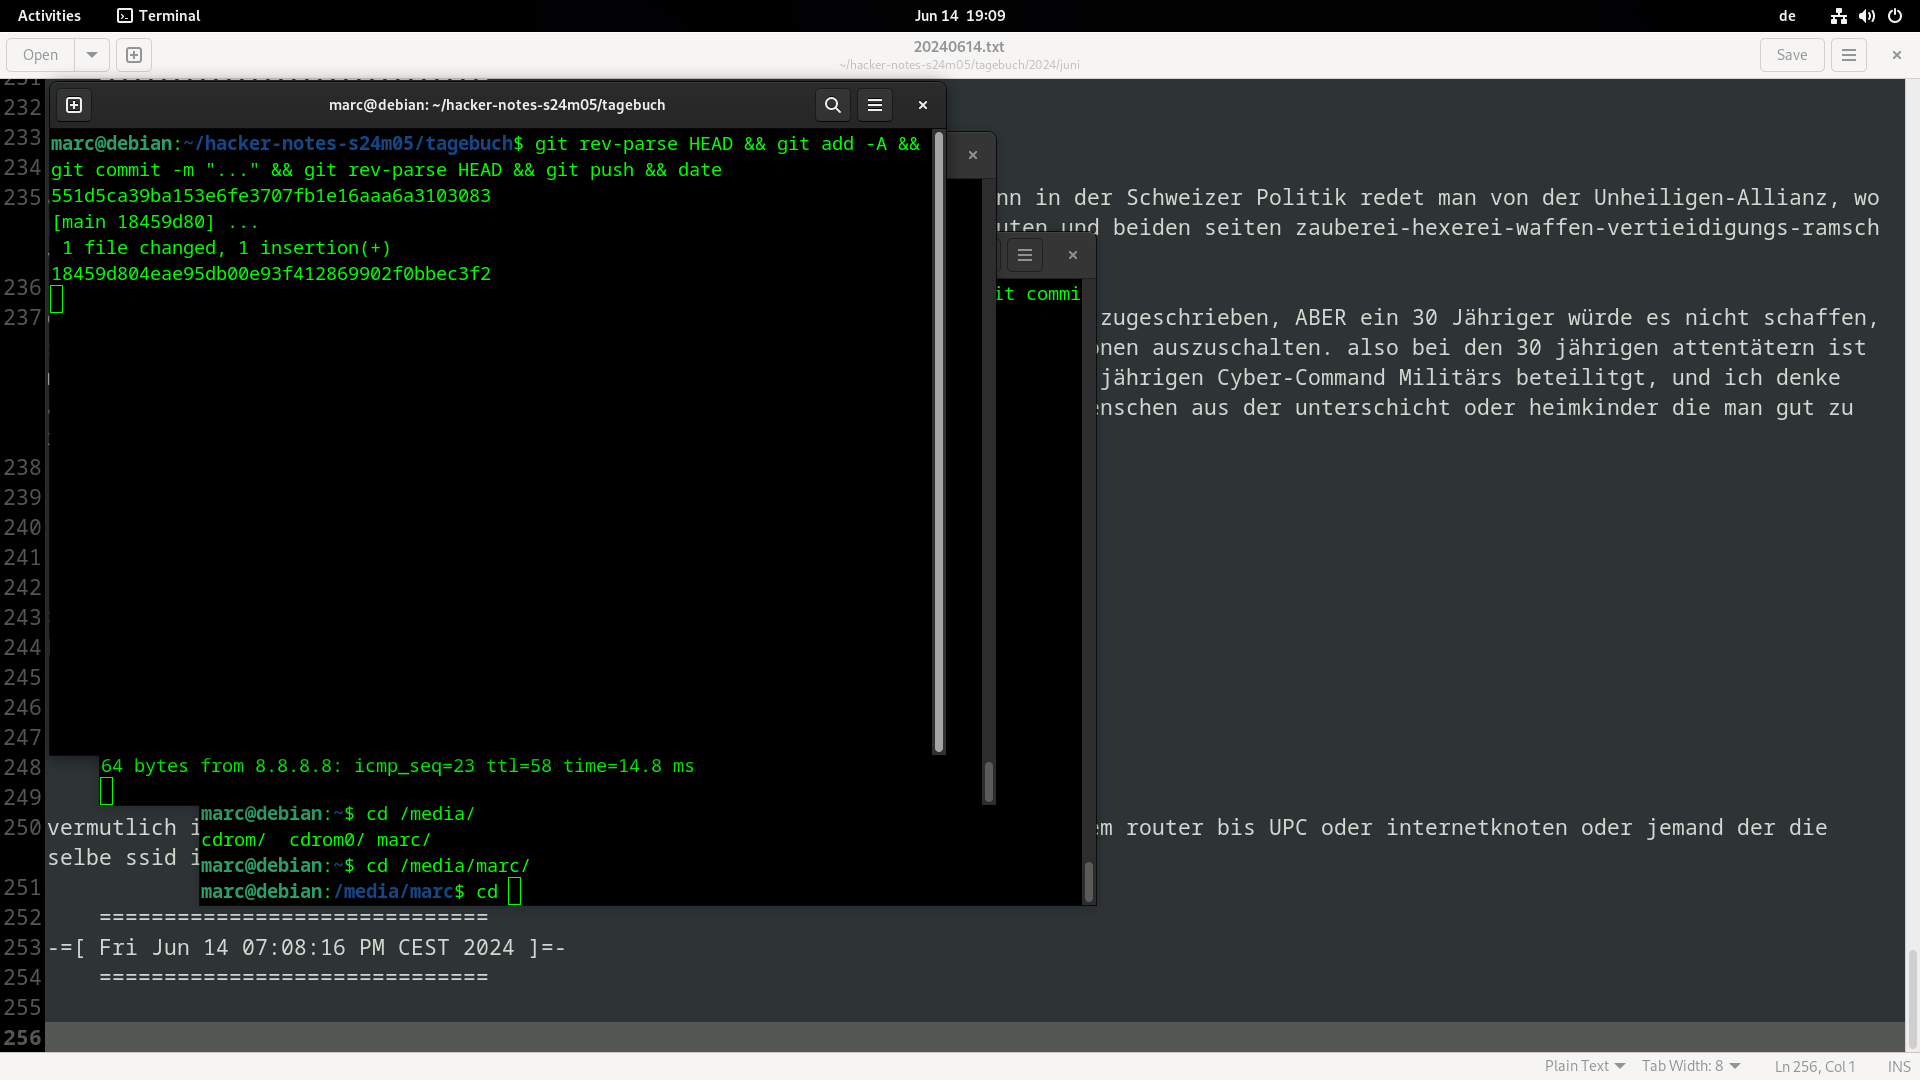 Activities
Terminal
Jun 14 19:09
de
Open
20240614.txt
~/hacker-notes-s24m05/tagebuch/2024/juni
Save
marc@debian: ~/hacker-notes-s24m05/tagebuch
marc@debian:~/hacker-notes-s24m05/tagebuch$ git rev-parse HEAD && git add -A &&
git commit -m "..." && git rev-parse HEAD && git push && date
551d5ca39ba153e6fe3707fb1e16aaa6a3103083
[main 18459d80] ...
1 file changed, 1 insertion(+)
18459d804eae95db00e93f412869902f0bbec3f2
232
233
234
235
nn in der Schweizer Politik redet man von der Unheiligen-Allianz, wo
uten und beiden seiten zauberei-hexerei-waffen-vertieidigungs-ramsch
236
it commi
237
zugeschrieben, ABER ein 30 Jähriger würde es nicht schaffen,
onen auszuschalten. also bei den 30 jährigen attentätern ist
jährigen Cyber-Command Militärs beteilitgt, und ich denke
enschen aus der unterschicht oder heimkinder die man gut zu
238
239
240
241
242
243
244
245
246
247
248
64 bytes from 8.8.8.8: icmp_seq=23 ttl=58 time=14.8 ms
249
marc@debian:~$ cd /media/
cdrom/ cdrom0/ marc/
marc@debian:~$ cd /media/marc/
marc@debian:/media/marc$ cd
250 vermutlich i
em router bis UPC oder internetknoten oder jemand der die
selbe ssid i
251
252 ==============================
253 -=[ Fri Jun 14 07:08:16 PM CEST 2024 ]=-
254 ==============================
255
256
Plain Text
Tab Width: 8
Ln 256, Col 1
INS